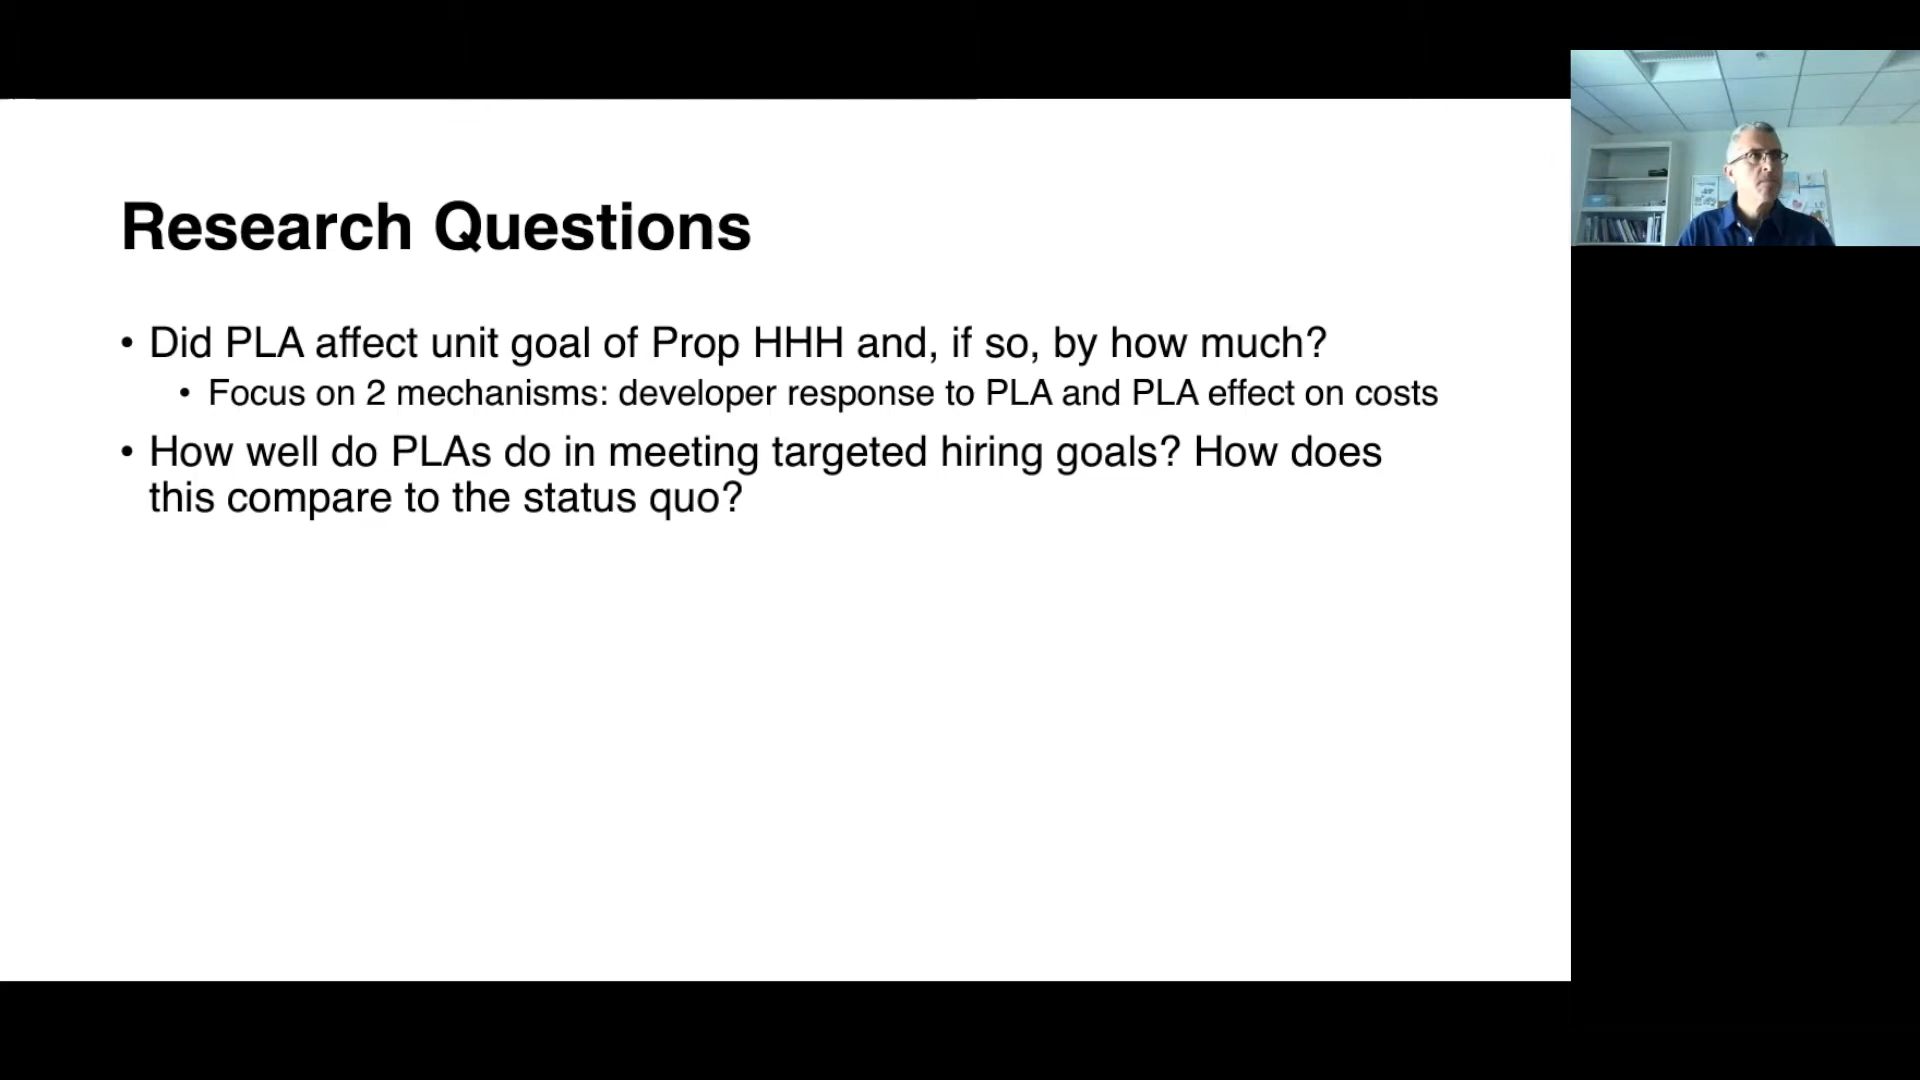 Research Questions
• Did PLA affect unit goal of Prop HHH and, if so, by how much?
• Focus on 2 mechanisms: developer response to PLA and PLA effect on costs
• How well do PLAs do in meeting targeted hiring goals? How does
this compare to the status quo?